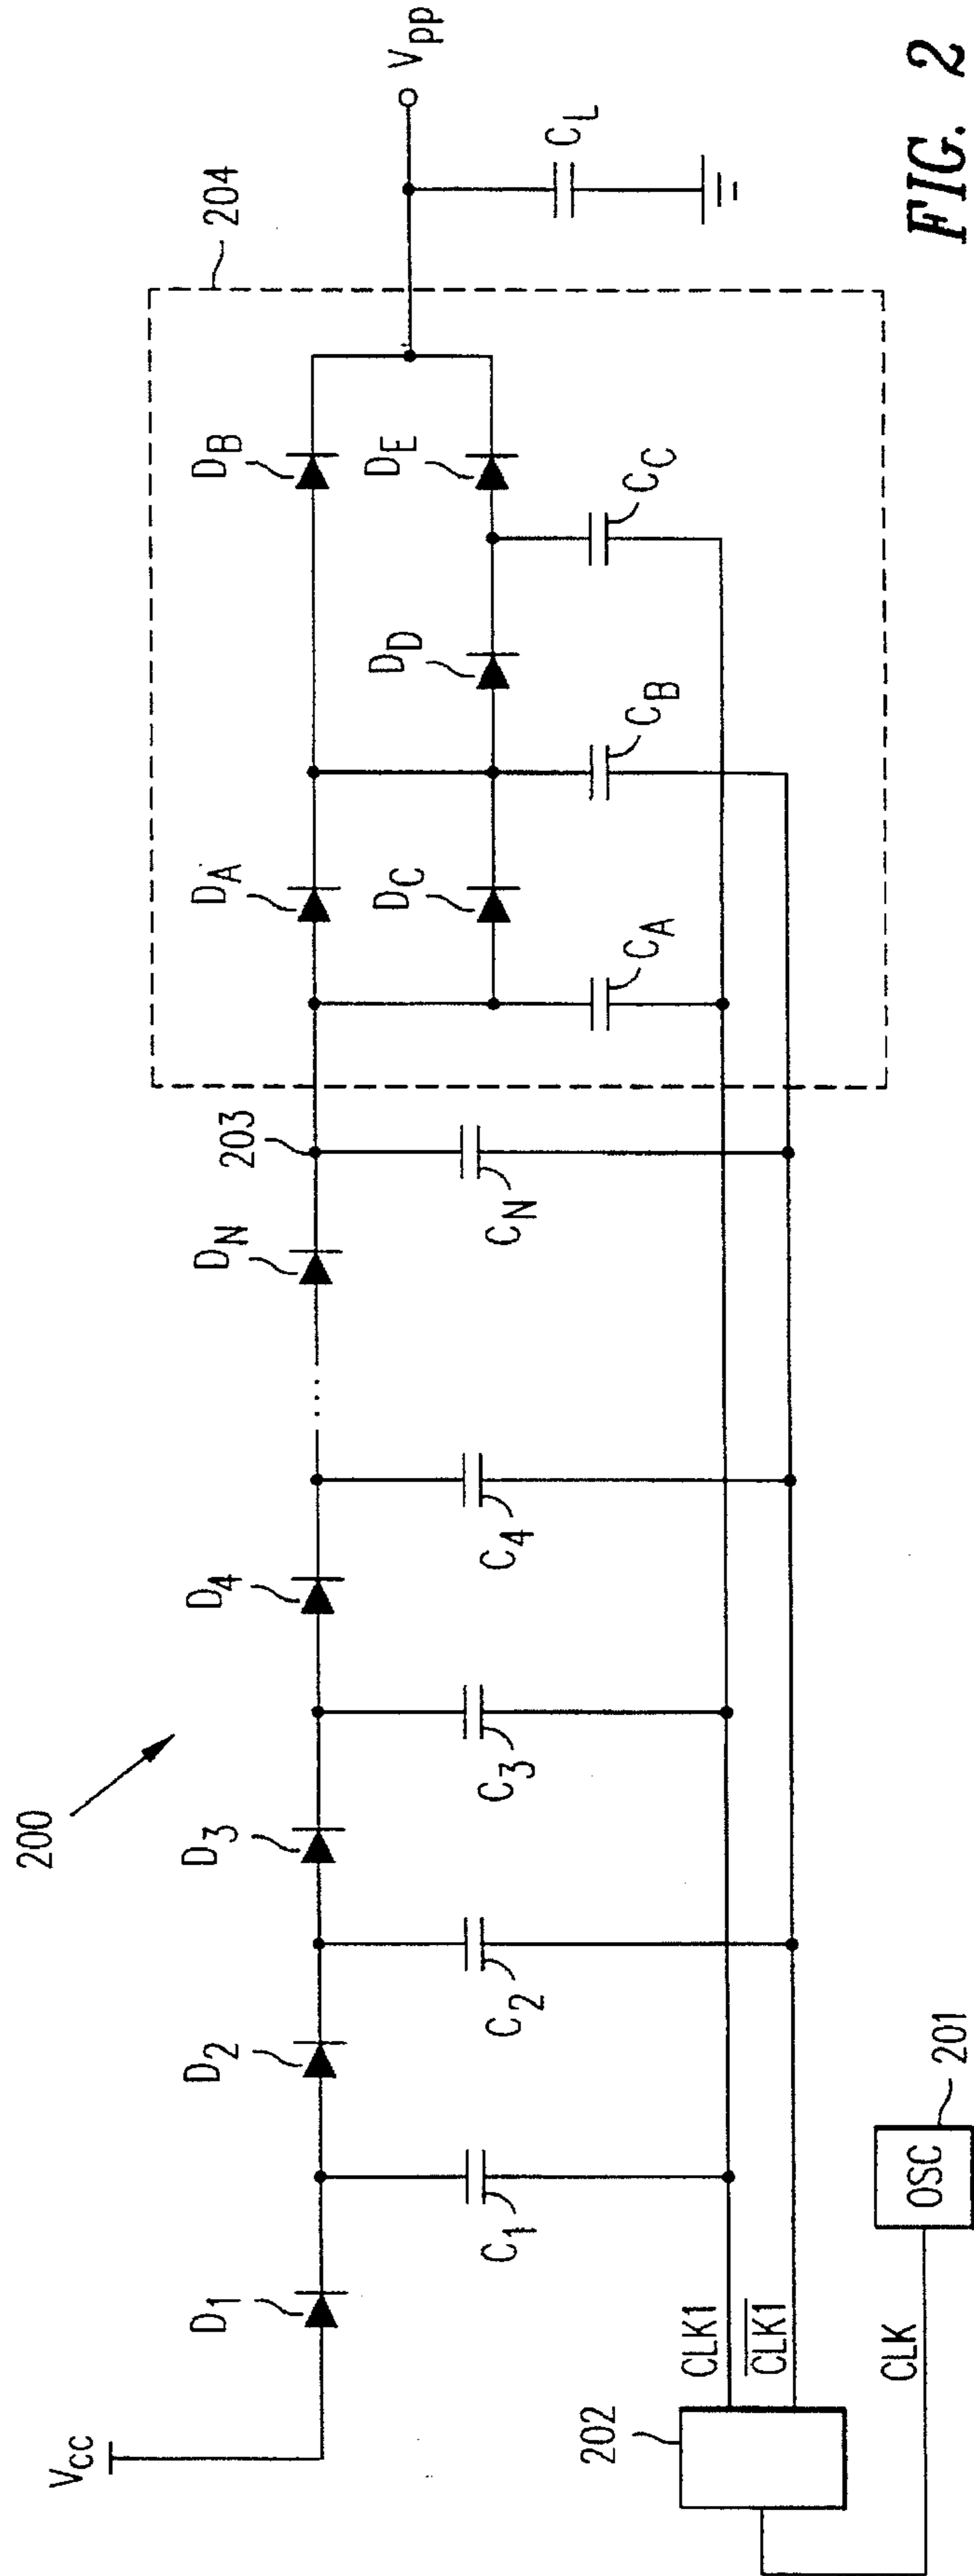 200
204
V_CC
D_1
D_2
D_3
D_4
...
D_N
203
D_A
D_B
V_pp
D_C
D_D
D_E
C_1
C_2
C_3
C_4
C_N
C_A
C_B
C_C
C_L
202
CLK1
C̅L̅K̅1̅
CLK
OSC
201
FIG. 2